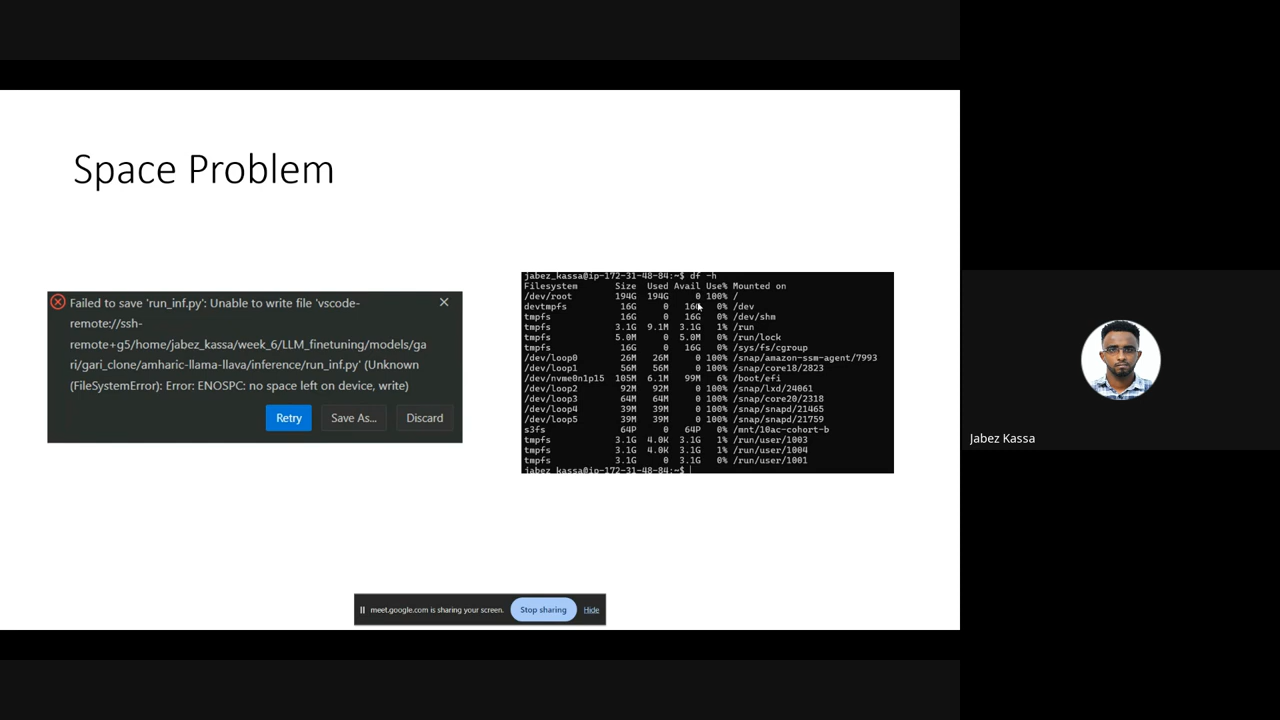 Space Problem
Failed to save 'run_inf.py': Unable to write file 'vscode-
remote://ssh-
remote+g5/home/jabez_kassa/week_6/LLM_finetuning/models/ga
ri/gari_clone/amharic-llama-llava/inference/run_inf.py' (Unknown
(FileSystemError): Error: ENOSPC: no space left on device, write)
Retry Save As... Discard
jabez_kassa@ip-172-31-48-84:~$ df -h
Filesystem Size Used Avail Use% Mounted on
/dev/root 194G 194G 0 100% /
devtmpfs 16G 0 16G 0% /dev
tmpfs 16G 0 16G 0% /dev/shm
tmpfs 3.1G 9.1M 3.1G 1% /run
tmpfs 5.0M 0 5.0M 0% /run/lock
tmpfs 16G 0 16G 0% /sys/fs/cgroup
/dev/loop0 26M 26M 0 100% /snap/amazon-ssm-agent/7993
/dev/loop1 56M 56M 0 100% /snap/core18/2823
/dev/nvme0n1p15 105M 6.1M 99M 6% /boot/efi
/dev/loop2 92M 92M 0 100% /snap/lxd/24061
/dev/loop3 64M 64M 0 100% /snap/core20/2318
/dev/loop4 39M 39M 0 100% /snap/snapd/21465
/dev/loop5 39M 39M 0 100% /snap/snapd/21759
s3fs 64P 0 64P 0% /mnt/10ac-cohort-b
tmpfs 3.1G 4.0K 3.1G 1% /run/user/1003
tmpfs 3.1G 4.0K 3.1G 1% /run/user/1004
tmpfs 3.1G 0 3.1G 0% /run/user/1001
jabez_kassa@ip-172-31-48-84:~$
Jabez Kassa
meet.google.com is sharing your screen. Stop sharing Hide